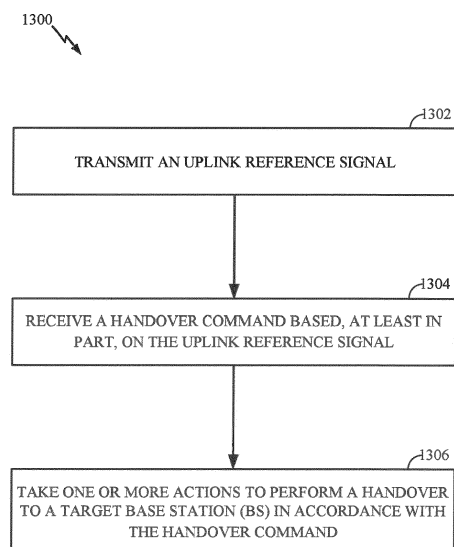 1300
1302
TRANSMIT AN UPLINK REFERENCE SIGNAL
1304
RECEIVE A HANDOVER COMMAND BASED, AT LEAST IN
PART, ON THE UPLINK REFERENCE SIGNAL
1306
TAKE ONE OR MORE ACTIONS TO PERFORM A HANDOVER
TO A TARGET BASE STATION (BS) IN ACCORDANCE WITH
THE HANDOVER COMMAND